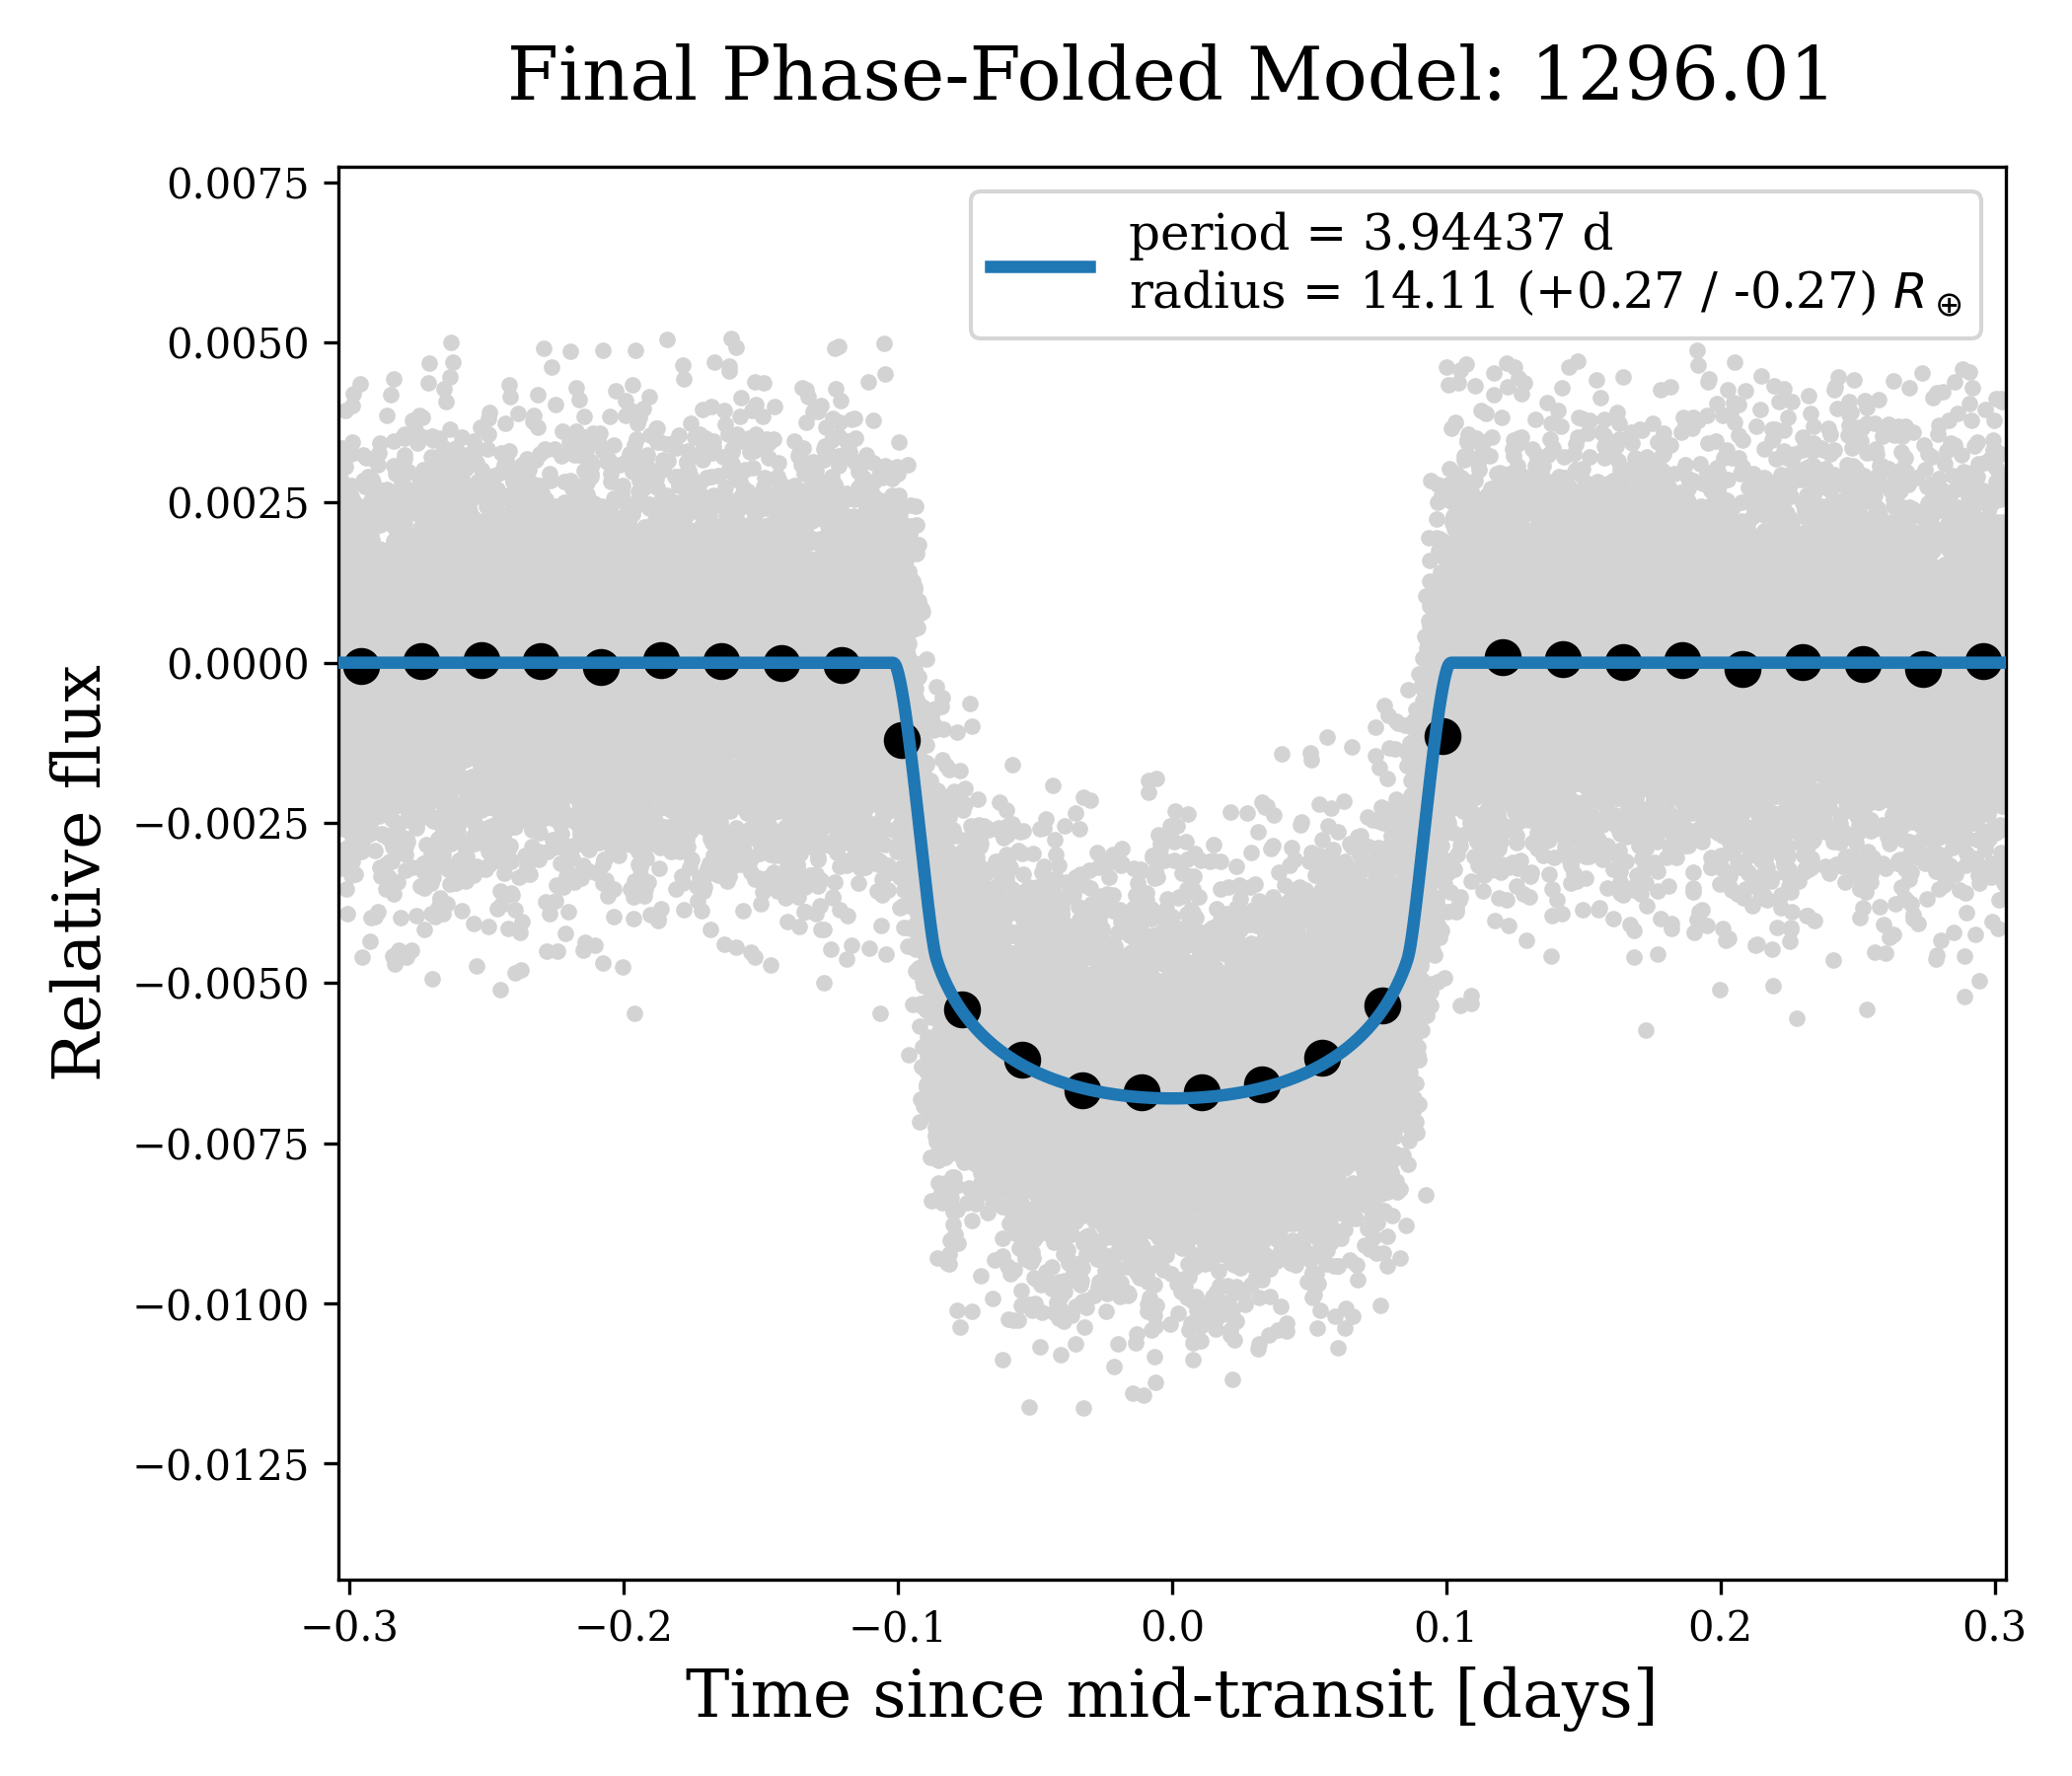 Final Phase-Folded Model: 1296.01
period = 3.94437 d
radius = 14.11 (+0.27 / -0.27) R⊕
Relative flux
0.0075
0.0050
0.0025
0.0000
−0.0025
−0.0050
−0.0075
−0.0100
−0.0125
−0.3 −0.2 −0.1 0.0 0.1 0.2 0.3
Time since mid-transit [days]